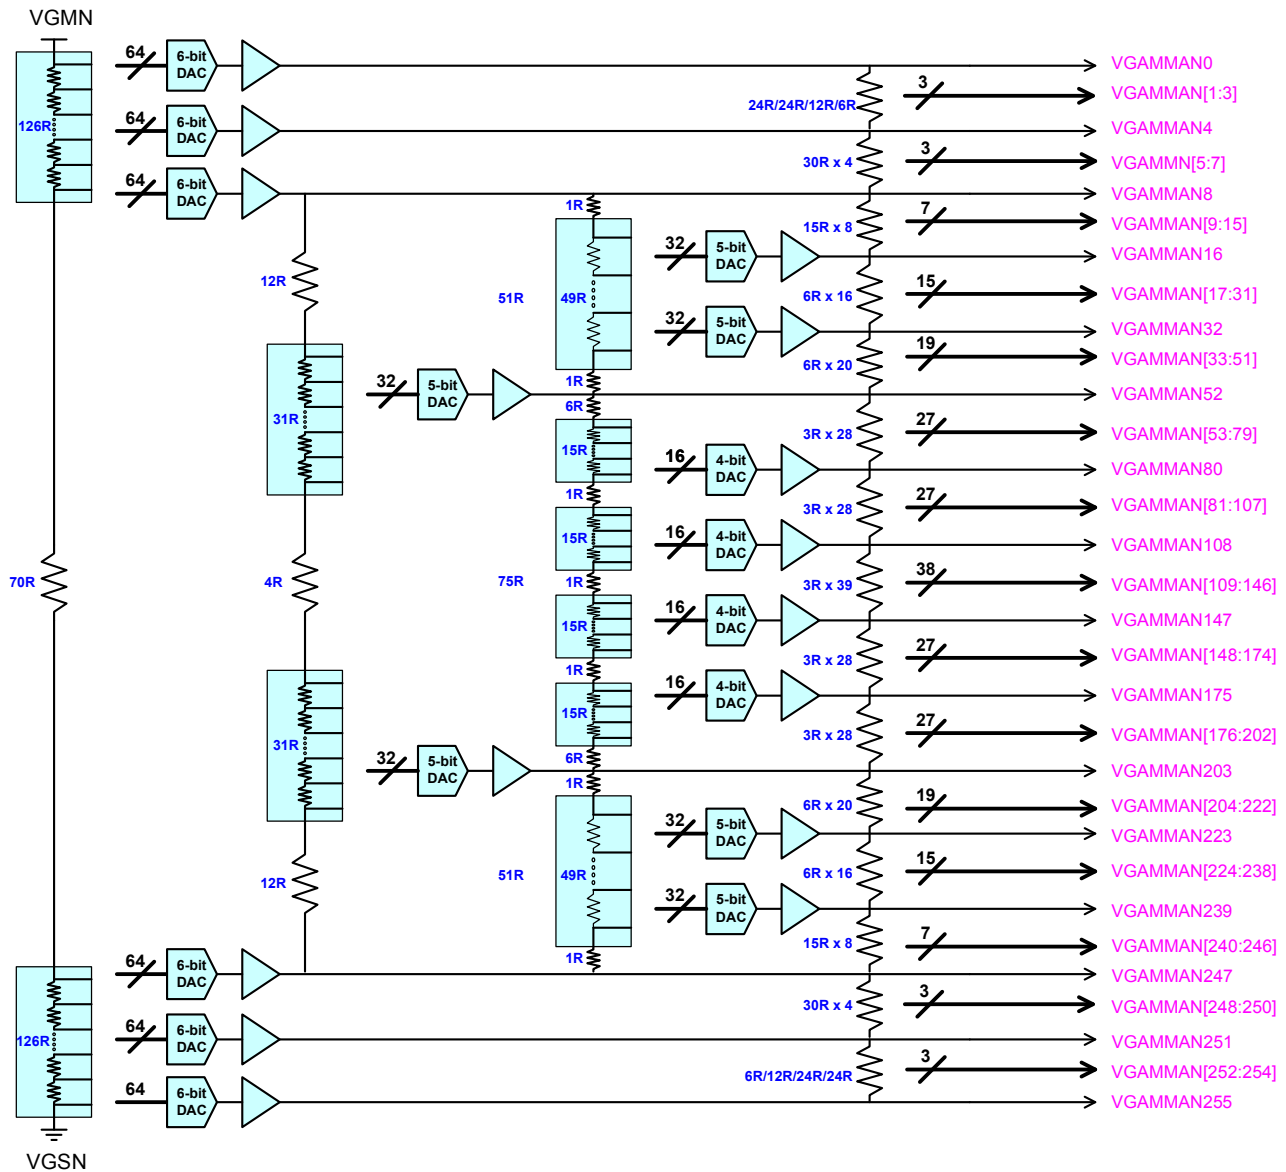 VGMN
64
6-bit
DAC
VGAMMAN0
24R/24R/12R/6R
3
VGAMMAN[1:3]
126R
64
6-bit
DAC
VGAMMAN4
30R x 4
3
VGAMMN[5:7]
64
6-bit
DAC
VGAMMAN8
1R
15R x 8
7
VGAMMAN[9:15]
32
5-bit
DAC
VGAMMAN16
12R
51R
49R
6R x 16
15
VGAMMAN[17:31]
32
5-bit
DAC
VGAMMAN32
6R x 20
19
VGAMMAN[33:51]
1R
32
5-bit
DAC
VGAMMAN52
6R
31R
3R x 28
27
VGAMMAN[53:79]
15R
16
4-bit
DAC
VGAMMAN80
1R
3R x 28
27
VGAMMAN[81:107]
15R
16
4-bit
DAC
VGAMMAN108
70R
4R
75R
1R
3R x 39
38
VGAMMAN[109:146]
15R
16
4-bit
DAC
VGAMMAN147
3R x 28
27
VGAMMAN[148:174]
1R
16
4-bit
DAC
VGAMMAN175
15R
31R
3R x 28
27
VGAMMAN[176:202]
6R
32
5-bit
DAC
VGAMMAN203
1R
6R x 20
19
VGAMMAN[204:222]
32
5-bit
DAC
VGAMMAN223
12R
51R
49R
6R x 16
15
VGAMMAN[224:238]
32
5-bit
DAC
VGAMMAN239
15R x 8
7
VGAMMAN[240:246]
1R
64
6-bit
DAC
VGAMMAN247
30R x 4
3
VGAMMAN[248:250]
126R
64
6-bit
DAC
VGAMMAN251
6R/12R/24R/24R
3
VGAMMAN[252:254]
64
6-bit
DAC
VGAMMAN255
VGSN